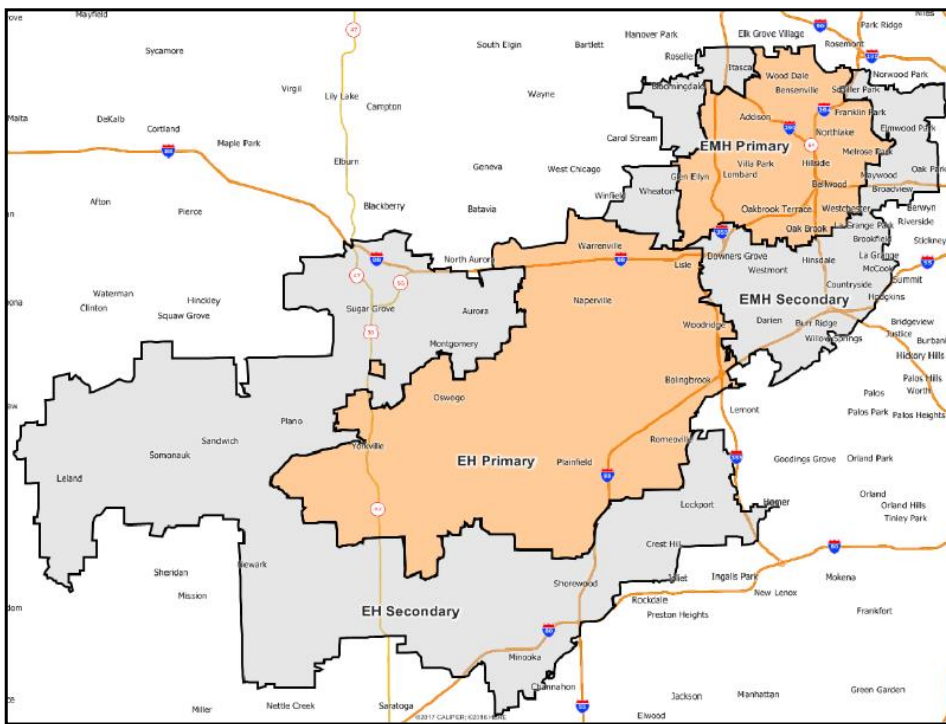 Mayfield
Niles
Hanover Park
Elk Grove Village
Park Ridge
Sycamore
South Elgin
Bartlett
Roselle
Rosemont
Itasca
Norwood Park
Wood Dale
Virgil
Lily Lake
Wayne
Bloomingdale
Bensenville
Campton
Malta
DeKalb
Addison
Franklin Park
Cortland
Carol Stream
Northlake
Elmwood Park
Maple Park
EMH Primary
Melrose Park
Elburn
Villa Park
Hillside
Geneva
West Chicago
Glen Ellyn
Lombard
Maywood
Oak Park
Wheaton
Bellwood
Broadview
Afton
Winfield
Blackberry
Pierce
Batavia
Oakbrook Terrace
Westchester
Berwyn
Oak Brook
La Grange Park
Riverside
Warrenville
Brookfield
Stickney
North Aurora
Lisle
Downers Grove
Hinsdale
La Grange
Westmont
McCook
Summit
Waterman
Hinckley
Countryside
Clinton
Squaw Grove
Naperville
EMH Secondary
Hodgkins
Sugar Grove
Aurora
Woodridge
Darien
Burr Ridge
Bridgeview
Justice
Willow Springs
Burbank
Montgomery
Hickory Hills
Palos Hills
Bolingbrook
Worth
Oswego
Palos
Lemont
Palos Park
Palos Heights
Plano
Sandwich
Romeoville
Yorkville
Somonauk
EH Primary
Plainfield
Goodings Grove
Orland Park
Leland
Lockport
Homer
Orland
Orland Hills
Tinley Park
Crest Hill
Newark
Sheridan
Shorewood
Joliet
Ingalls Park
Mokena
Mission
New Lenox
Rockdale
EH Secondary
Preston Heights
Frankfort
Minooka
Channahon
Green Garden
Jackson
Manhattan
Miller
Nettle Creek
Saratoga
Elwood